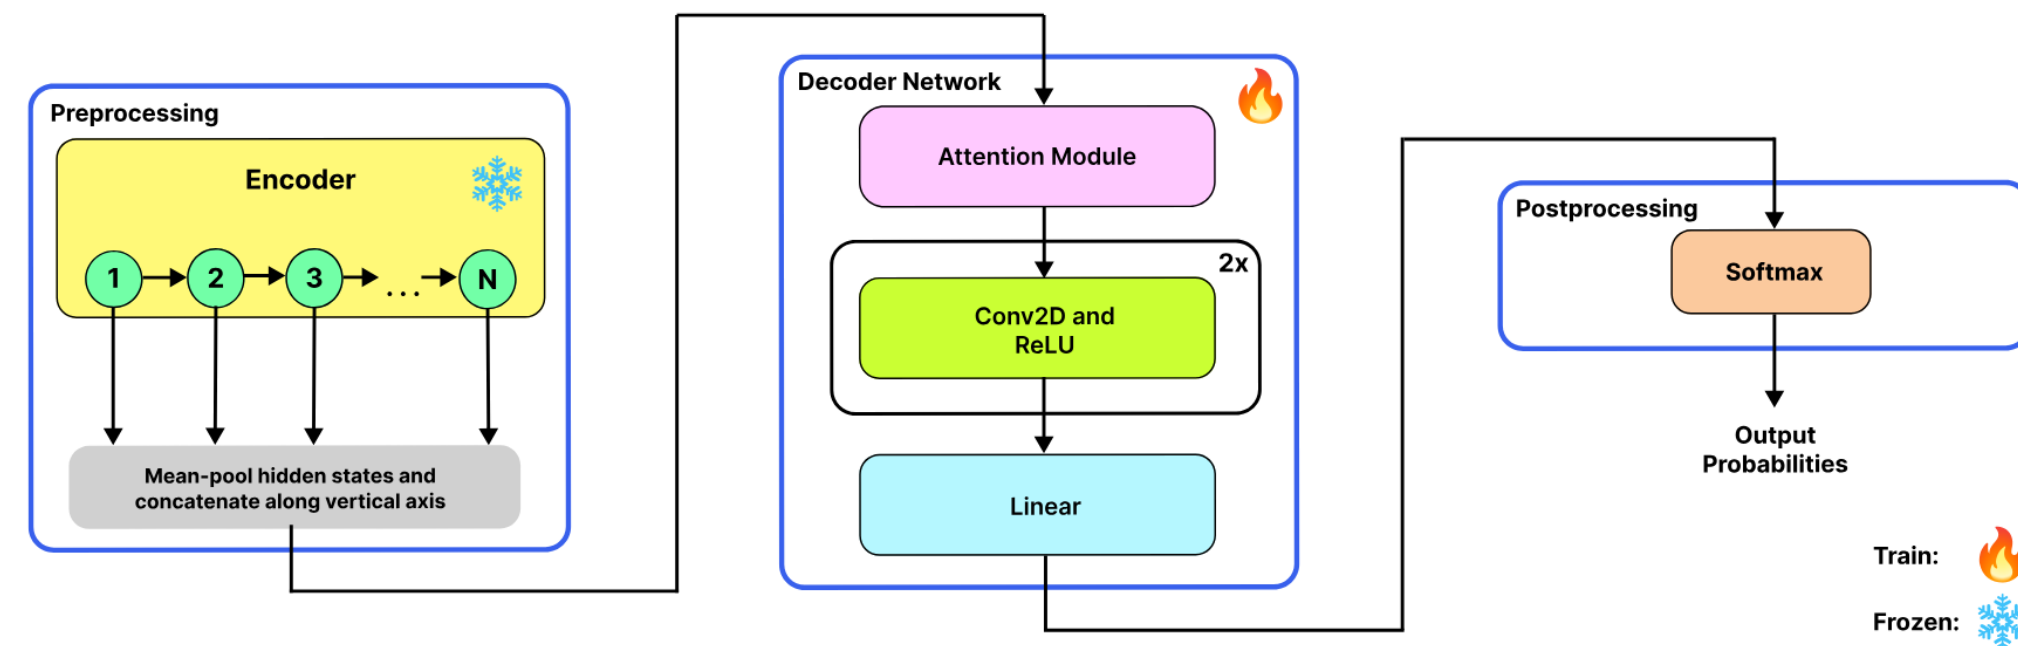 Preprocessing
Encoder
1
2
3
...
N
Mean-pool hidden states and
concatenate along vertical axis
Decoder Network
Attention Module
2x
Conv2D and
ReLU
Linear
Postprocessing
Softmax
Output
Probabilities
Train:
Frozen: